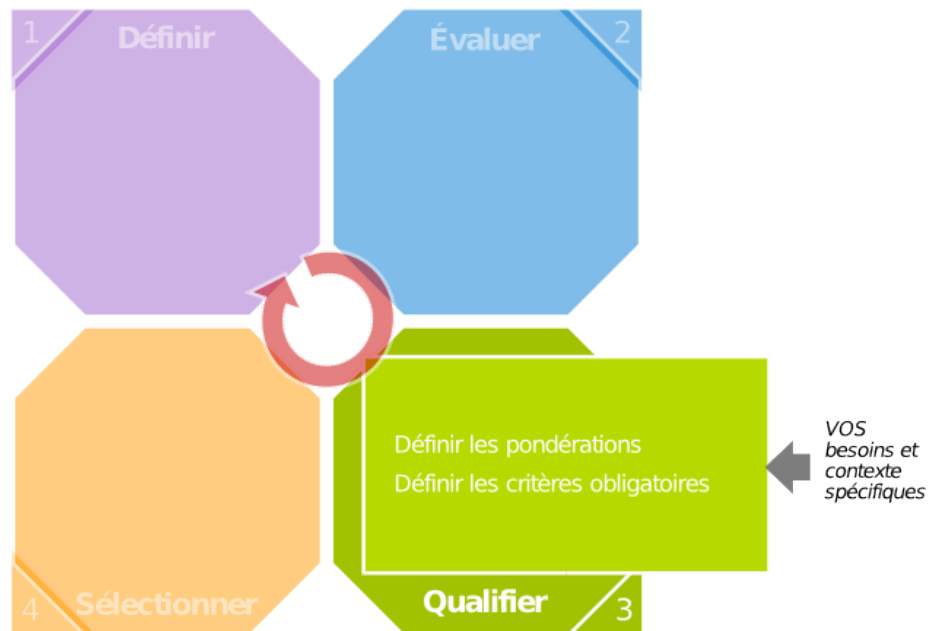 1
Définir
Évaluer
2
Définir les pondérations
Définir les critères obligatoires
VOS
besoins et
contexte
spécifiques
4
Sélectionner
Qualifier
3